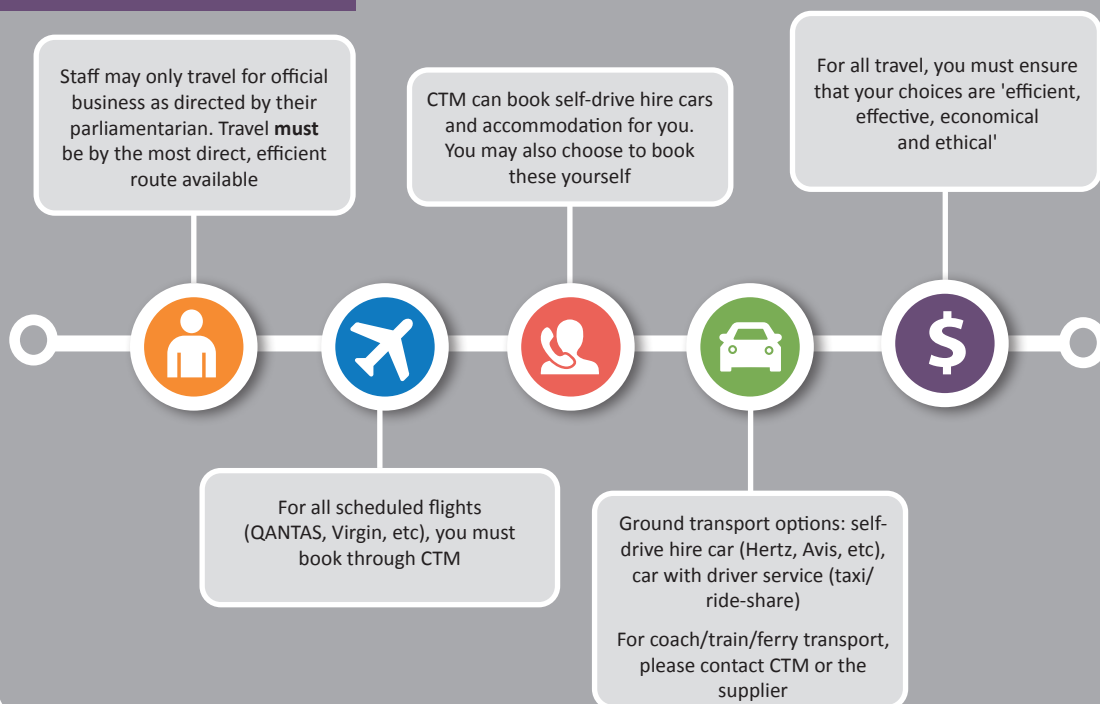 Staff may only travel for official
business as directed by their
parliamentarian. Travel must
be by the most direct, efficient
route available
For all scheduled flights
(QANTAS, Virgin, etc), you must
book through CTM
CTM can book self-drive hire cars
and accommodation for you.
You may also choose to book
these yourself
Ground transport options: self-
drive hire car (Hertz, Avis, etc),
car with driver service (taxi/
ride-share)
For coach/train/ferry transport,
please contact CTM or the
supplier
For all travel, you must ensure
that your choices are 'efficient,
effective, economical
and ethical'
$